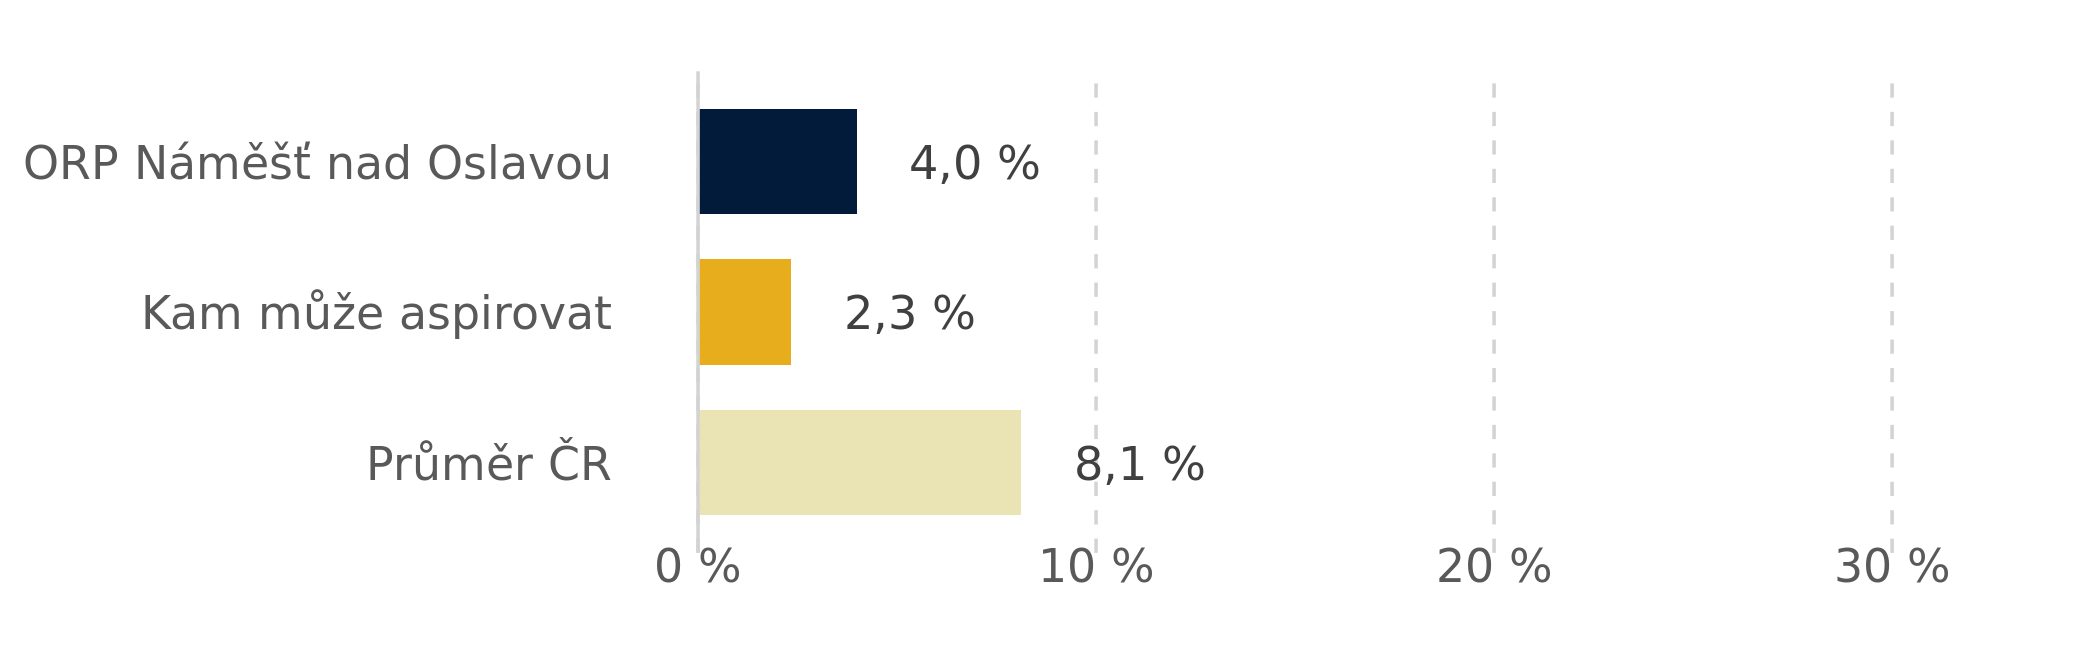 ORP Náměšť nad Oslavou 4,0 %
Kam může aspirovat 2,3 %
Průměr ČR 8,1 %
0 % 10 % 20 % 30 %